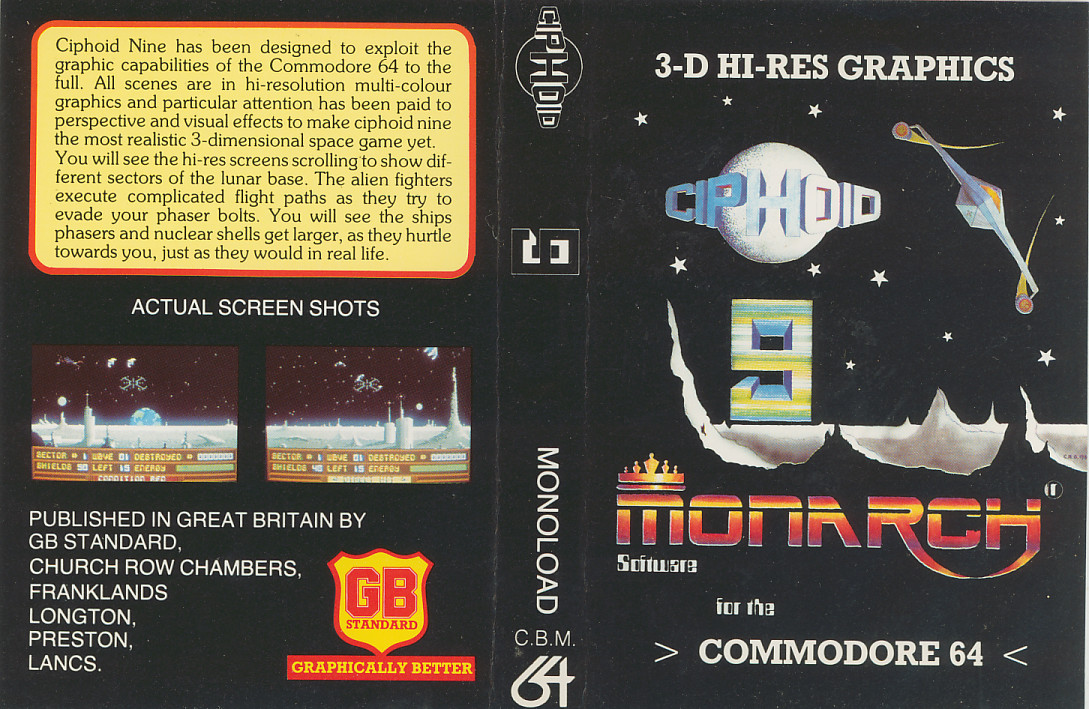 Ciphoid Nine has been designed to exploit the
graphic capabilities of the Commodore 64 to the
full. All scenes are in hi-resolution multi-colour
graphics and particular attention has been paid to
perspective and visual effects to make ciphoid nine
the most realistic 3-dimensional space game yet.
You will see the hi-res screens scrolling to show dif-
ferent sectors of the lunar base. The alien fighters
execute complicated flight paths as they try to
evade your phaser bolts. You will see the ships
phasers and nuclear shells get larger, as they hurtle
towards you, just as they would in real life.
ACTUAL SCREEN SHOTS
SECTOR 1 WAVE 01 DESTROYED
SHIELDS 50 LEFT 15 ENERGY
CONDITION RED
SECTOR 1 WAVE 01 DESTROYED
SHIELDS 40 LEFT 15 ENERGY
PUBLISHED IN GREAT BRITAIN BY
GB STANDARD,
CHURCH ROW CHAMBERS,
FRANKLANDS
LONGTON,
PRESTON,
LANCS.
GB
STANDARD
GRAPHICALLY BETTER
CIPHOID
9
MONOLOAD
C.B.M.
64
3-D HI-RES GRAPHICS
CIPHOID
9
MONARCH
Software
for the
> COMMODORE 64 <